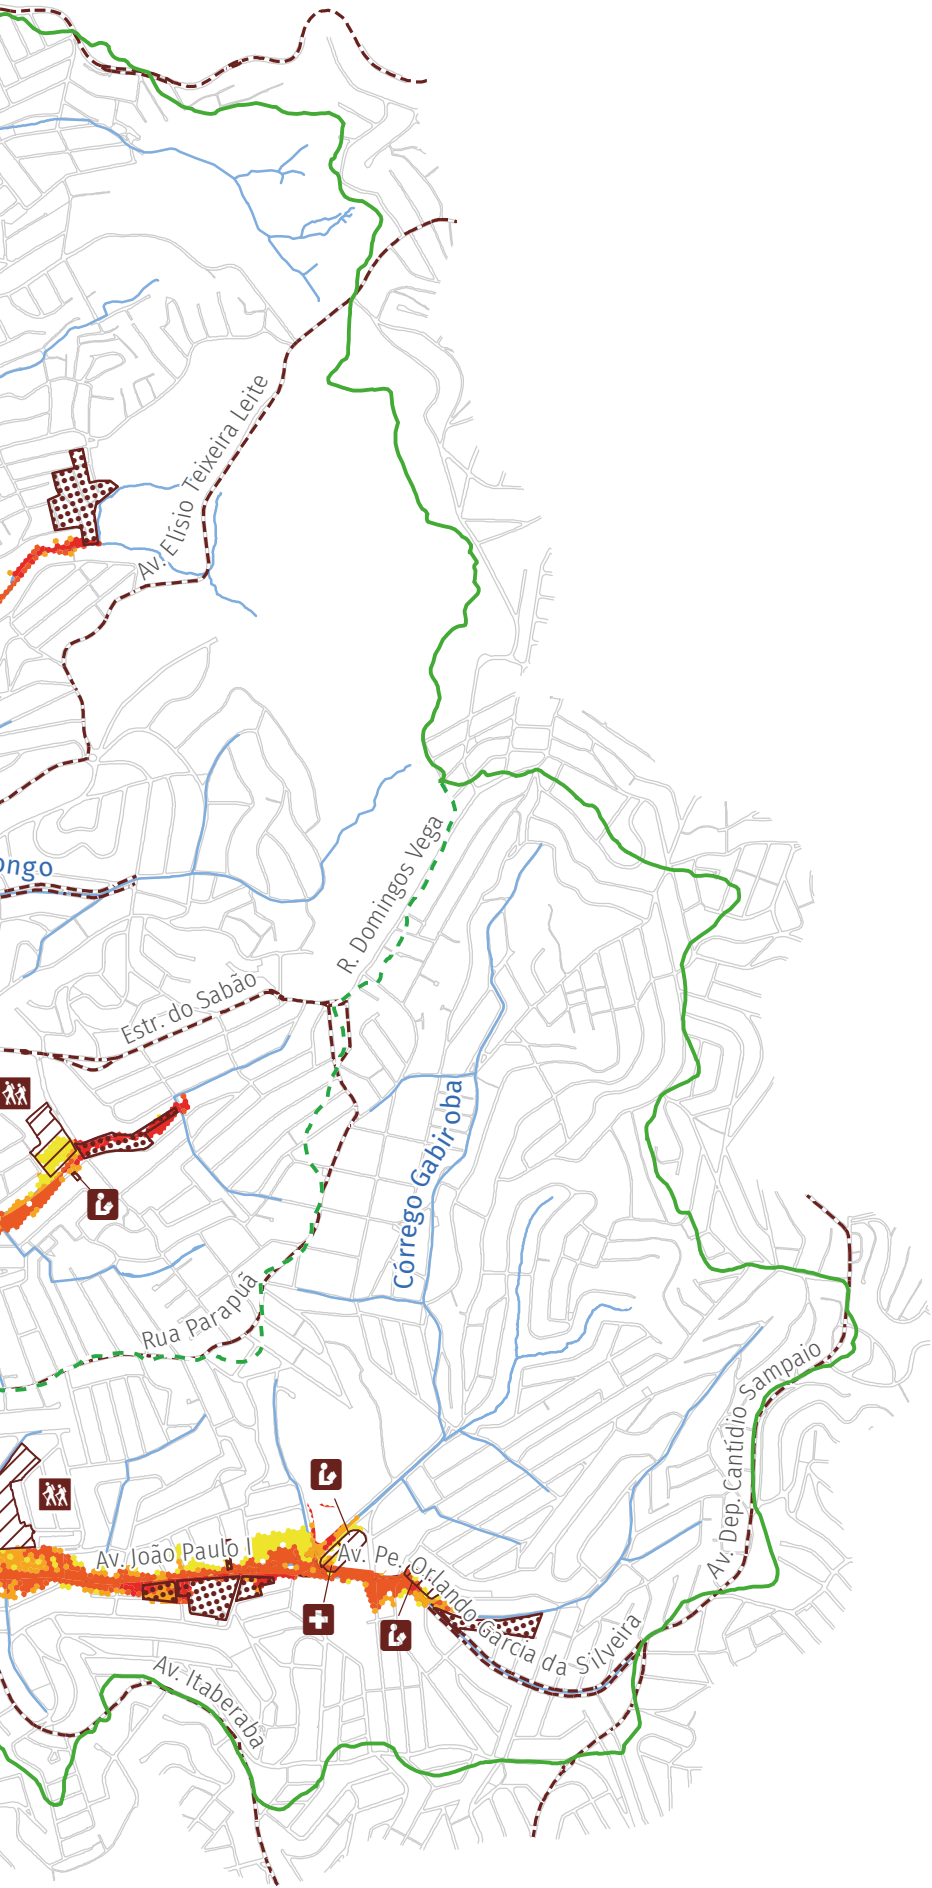 Av. Elísio Teixeira Leite
R. Domingos Vega
ongo
Estr. do Sabão
Córrego Gabiroba
Rua Parapuã
Av. Dep. Cantídio Sampaio
Av. João Paulo I
Av. Pe. Orlando Garcia da Silveira
Av. Itaberaba